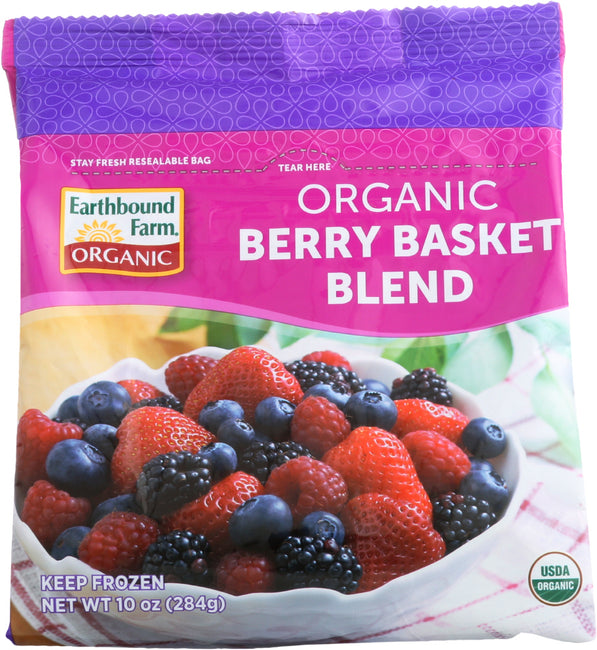 STAY FRESH RESEALABLE BAG
TEAR HERE
Earthbound
Farm.
ORGANIC
ORGANIC
BERRY BASKET
BLEND
KEEP FROZEN
NET WT 10 oz (284g)
USDA
ORGANIC